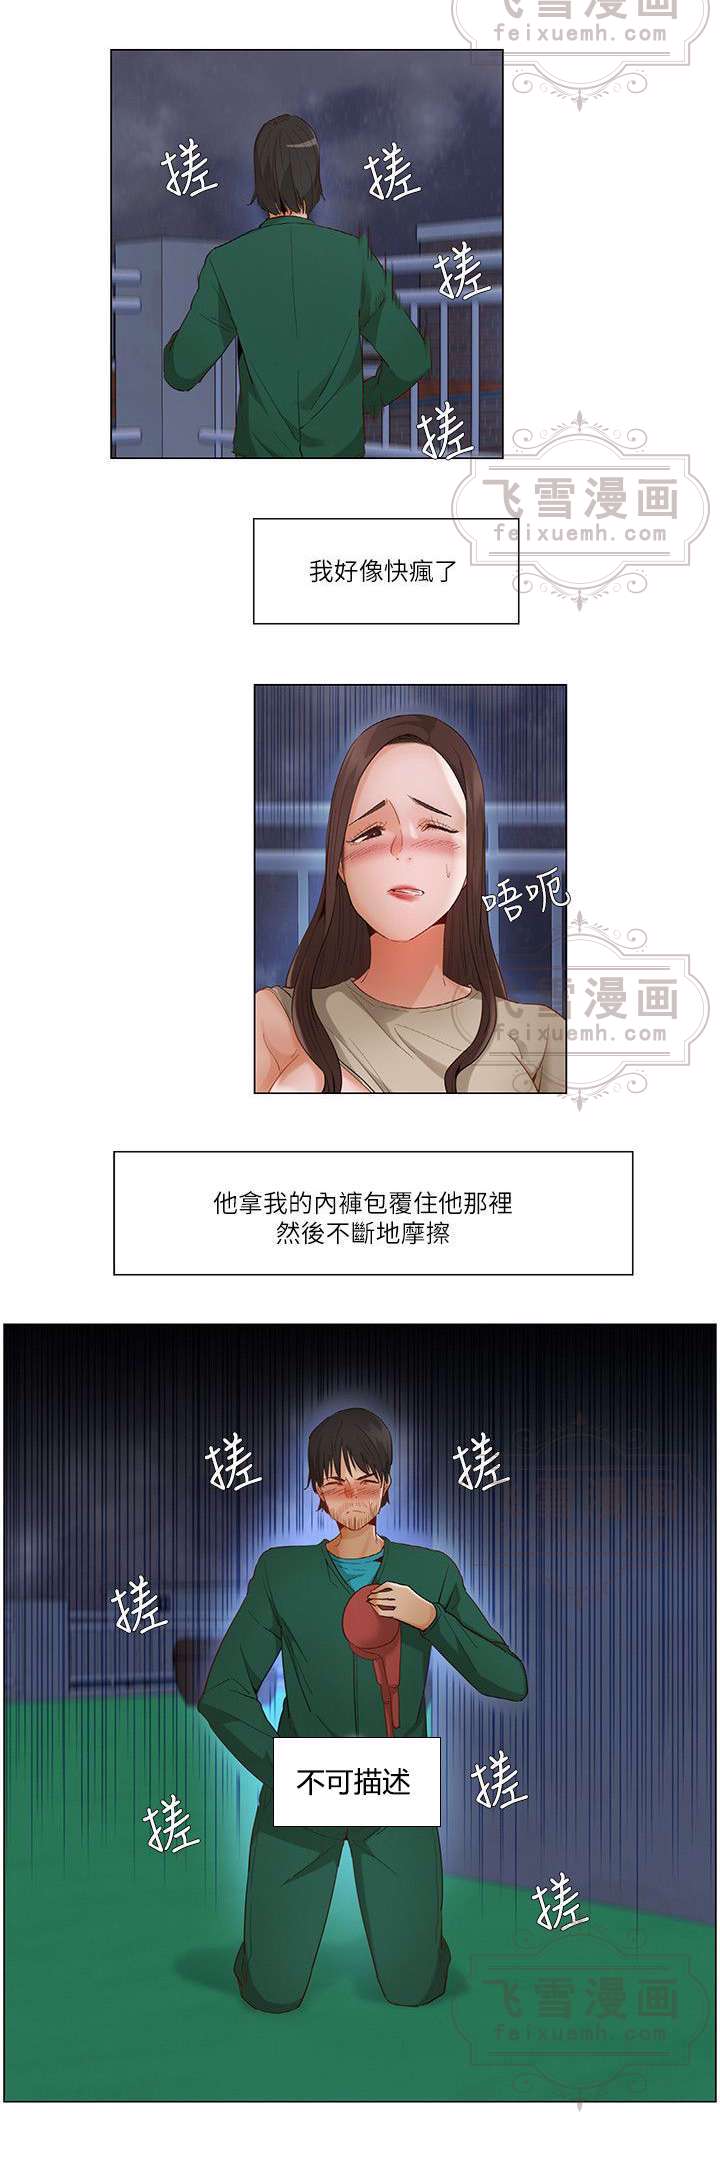 飞雪漫画
feixuemh.com
搓
搓
搓
搓
飞雪漫画
feixuemh.com
我好像快瘋了
唔呃
飞雪漫画
feixuemh.com
他拿我的內褲包覆住他那裡
然後不斷地摩擦
搓
搓
搓
不可描述
搓
搓
搓
飞雪漫画
feixuemh.com